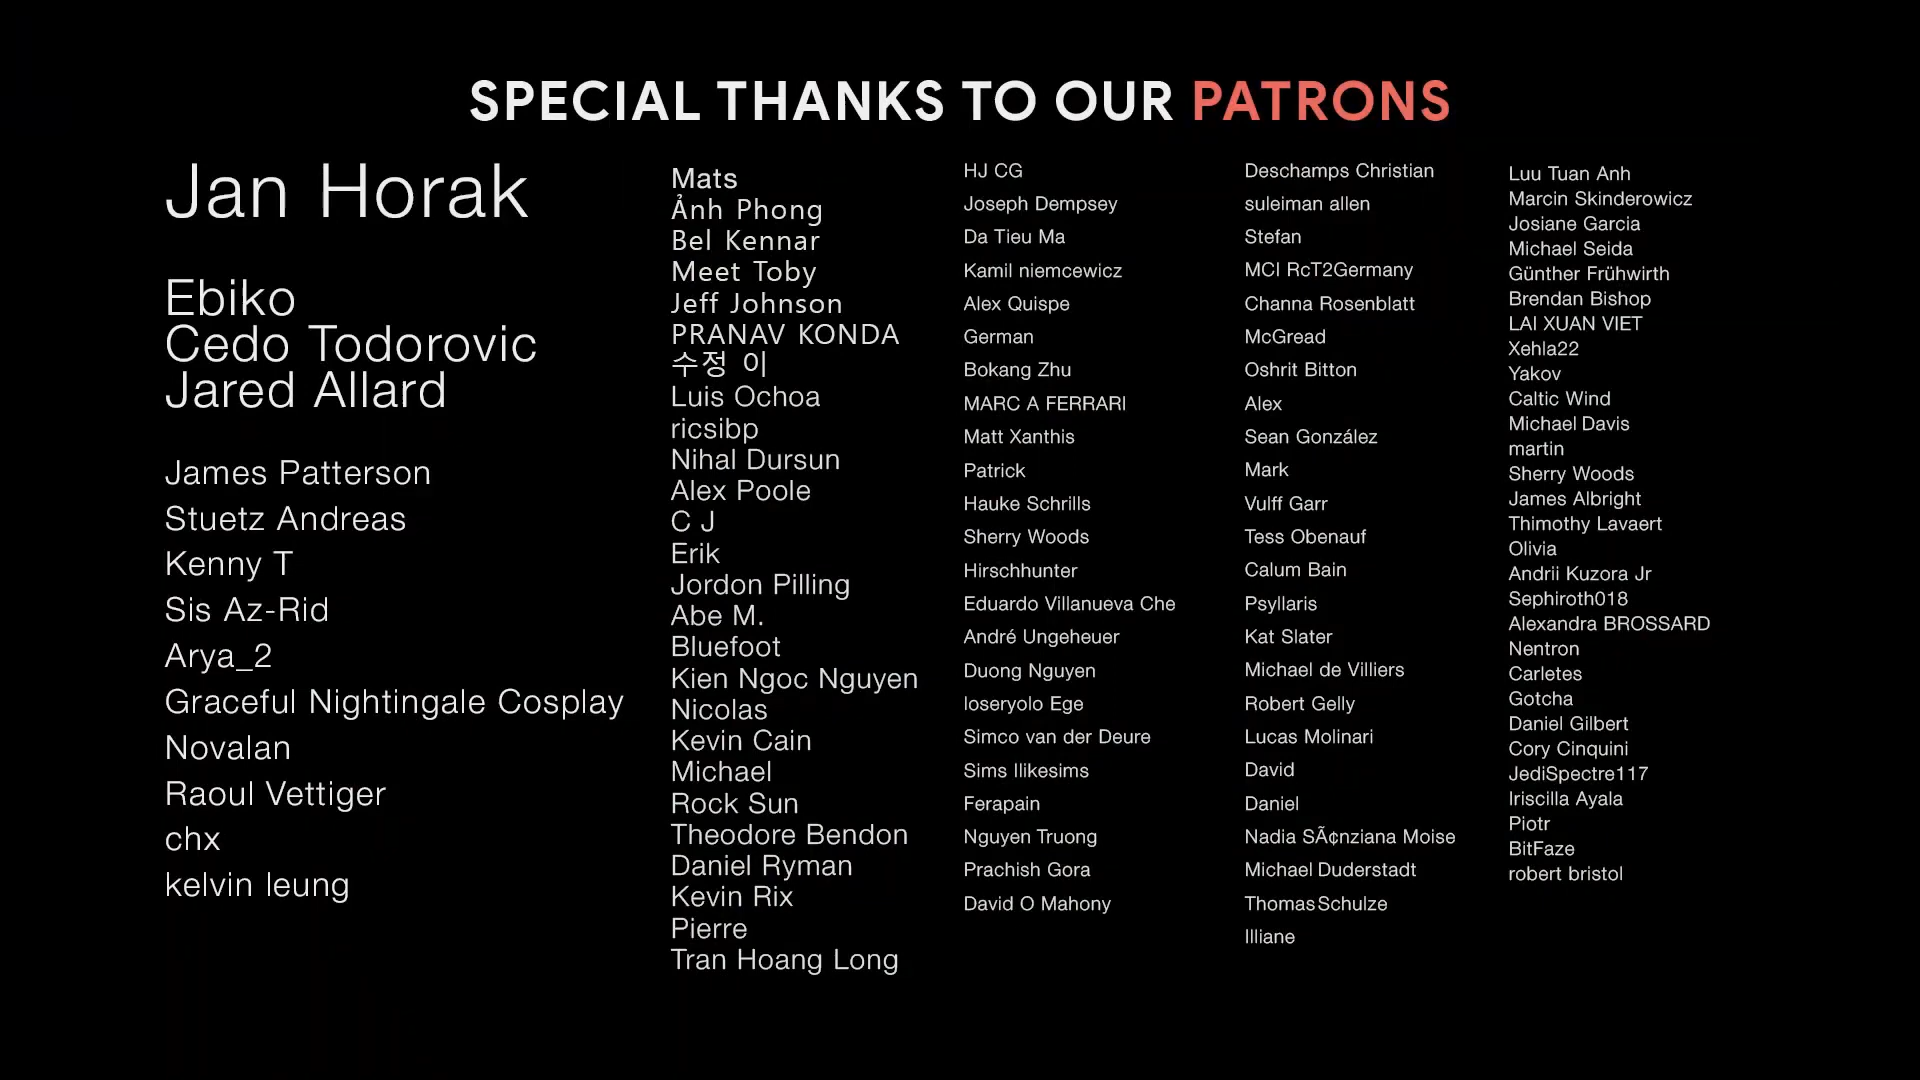 SPECIAL THANKS TO OUR PATRONS
Jan Horak
Ebiko
Cedo Todorovic
Jared Allard
James Patterson
Stuetz Andreas
Kenny T
Sis Az-Rid
Arya_2
Graceful Nightingale Cosplay
Novalan
Raoul Vettiger
chx
kelvin leung
Mats
Ảnh Phong
Bel Kennar
Meet Toby
Jeff Johnson
PRANAV KONDA
수정 이
Luis Ochoa
ricsibp
Nihal Dursun
Alex Poole
C J
Erik
Jordon Pilling
Abe M.
Bluefoot
Kien Ngoc Nguyen
Nicolas
Kevin Cain
Michael
Rock Sun
Theodore Bendon
Daniel Ryman
Kevin Rix
Pierre
Tran Hoang Long
HJ CG
Joseph Dempsey
Da Tieu Ma
Kamil niemcewicz
Alex Quispe
German
Bokang Zhu
MARC A FERRARI
Matt Xanthis
Patrick
Hauke Schrills
Sherry Woods
Hirschhunter
Eduardo Villanueva Che
André Ungeheuer
Duong Nguyen
loseryolo Ege
Simco van der Deure
Sims Ilikesims
Ferapain
Nguyen Truong
Prachish Gora
David O Mahony
Deschamps Christian
suleiman allen
Stefan
MCI RcT2Germany
Channa Rosenblatt
McGread
Oshrit Bitton
Alex
Sean González
Mark
Vulff Garr
Tess Obenauf
Calum Bain
Psyllaris
Kat Slater
Michael de Villiers
Robert Gelly
Lucas Molinari
David
Daniel
Nadia SÃ¢nziana Moise
Michael Duderstadt
Thomas Schulze
Illiane
Luu Tuan Anh
Marcin Skinderowicz
Josiane Garcia
Michael Seida
Günther Frühwirth
Brendan Bishop
LAI XUAN VIET
Xehla22
Yakov
Caltic Wind
Michael Davis
martin
Sherry Woods
James Albright
Thimothy Lavaert
Olivia
Andrii Kuzora Jr
Sephiroth018
Alexandra BROSSARD
Nentron
Carletes
Gotcha
Daniel Gilbert
Cory Cinquini
JediSpectre117
Iriscilla Ayala
Piotr
BitFaze
robert bristol